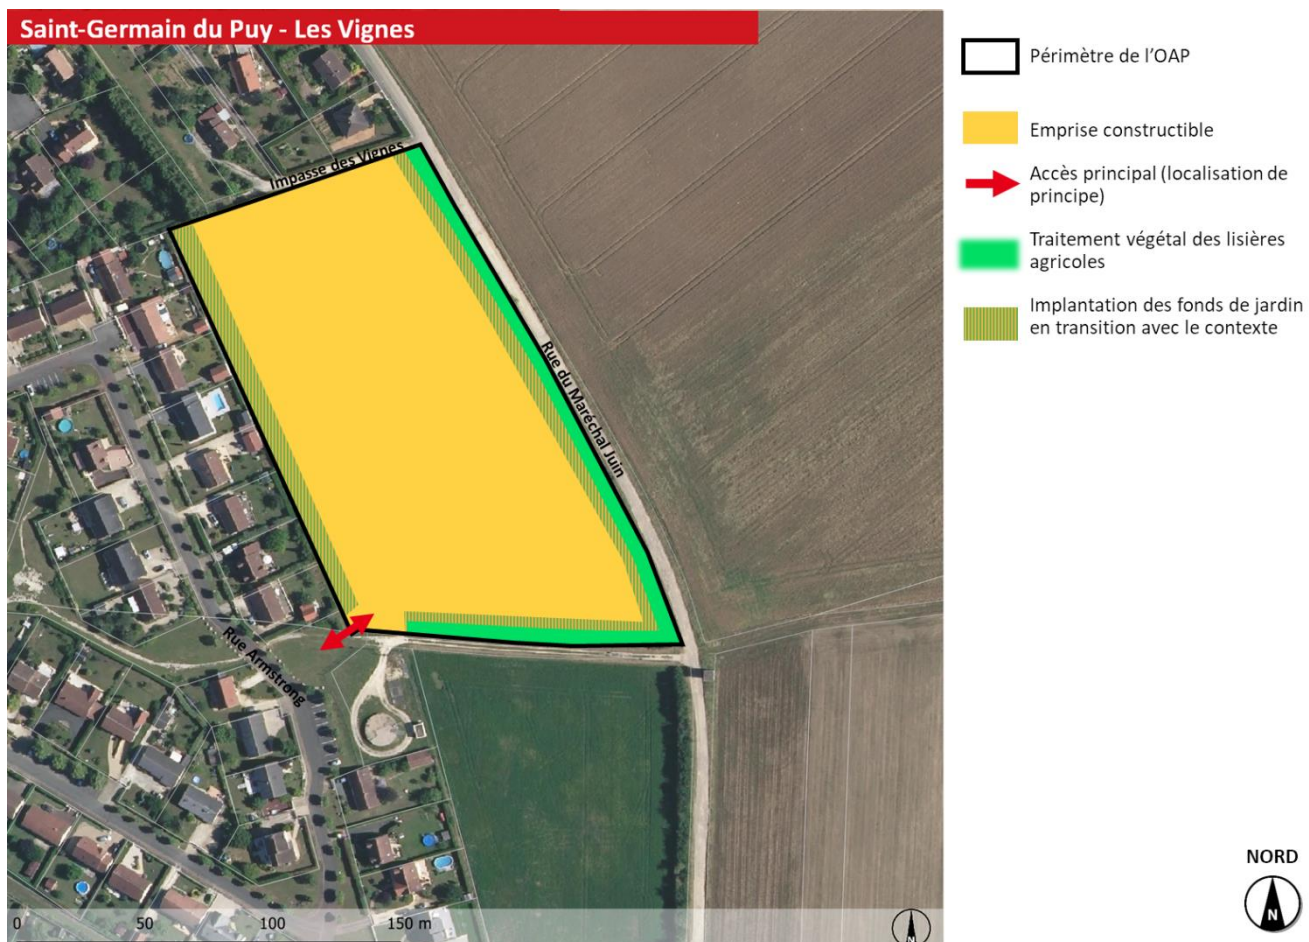 Saint-Germain du Puy - Les Vignes
Périmètre de l'OAP
Emprise constructible
Accès principal (localisation de
principe)
Traitement végétal des lisières
agricoles
Implantation des fonds de jardin
en transition avec le contexte
Impasse des Vignes
Rue du Maréchal Juin
Rue Armstrong
NORD
N
0 50 100 150 m
N